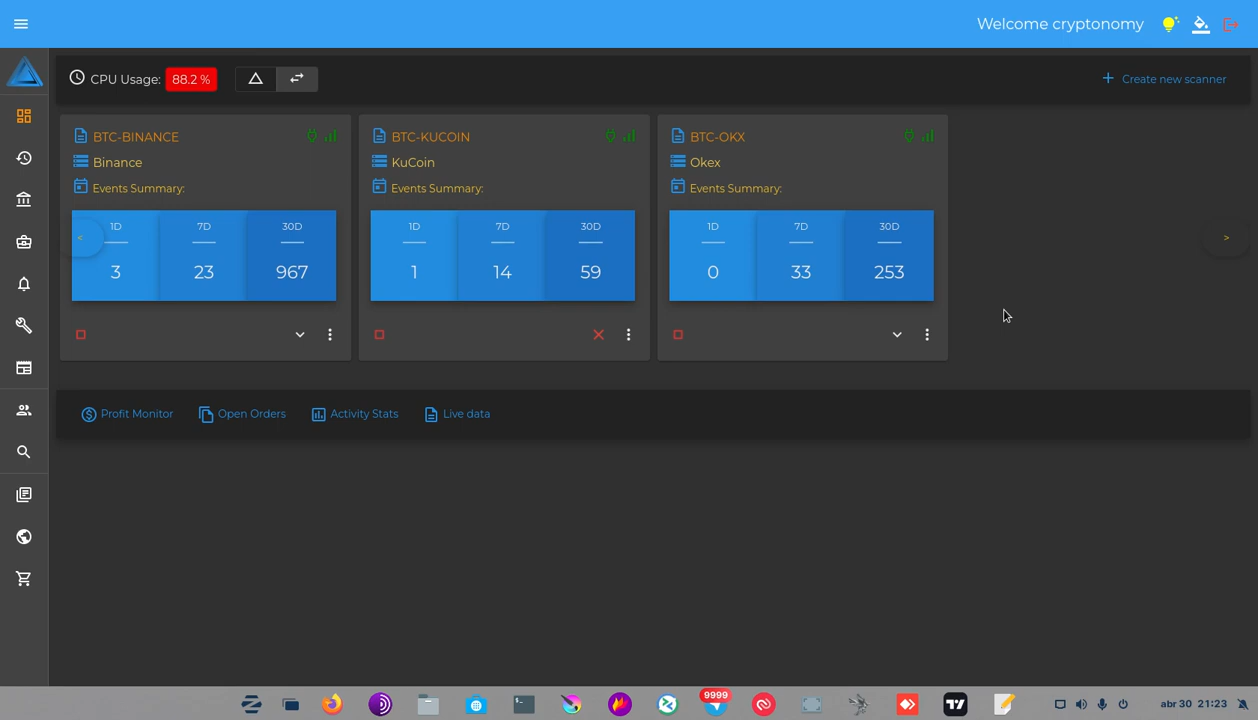 Welcome cryptonomy
CPU Usage: 88.2 %
Create new scanner
BTC-BINANCE
Binance
Events Summary:
1D 7D 30D
3 23 967
BTC-KUCOIN
KuCoin
Events Summary:
1D 7D 30D
1 14 59
BTC-OKX
Okex
Events Summary:
1D 7D 30D
0 33 253
<
>
Profit Monitor Open Orders Activity Stats Live data
9999
abr 30 21:23